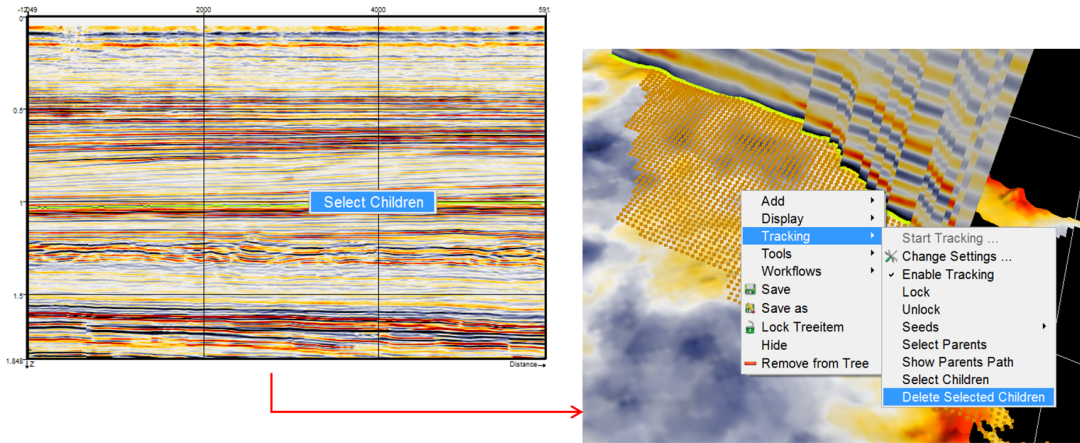 -12049
2000
4000
591.
0
0.5
1
1.5
1.848
Z
Distance
Select Children
Add
Display
Tracking
Tools
Workflows
Save
Save as
Lock Treeitem
Hide
Remove from Tree
Start Tracking ...
Change Settings ...
Enable Tracking
Lock
Unlock
Seeds
Select Parents
Show Parents Path
Select Children
Delete Selected Children